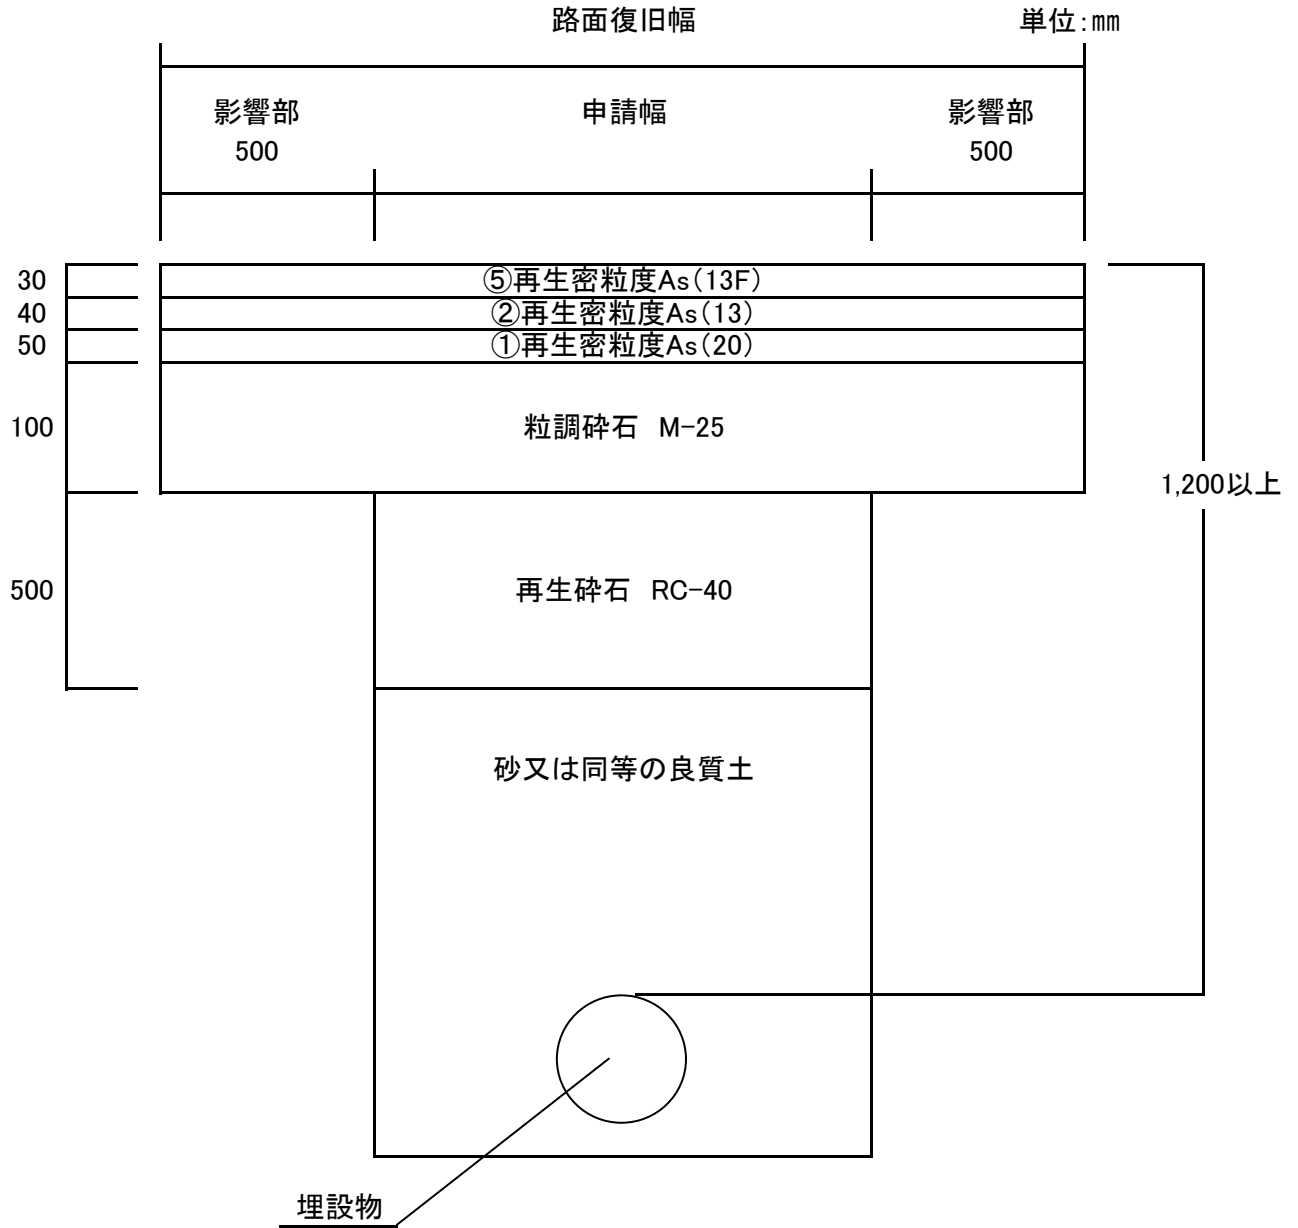 路面復旧幅
単位:㎜
影響部
申請幅
影響部
500
500
30
⑤再生密粒度As(13F)
40
②再生密粒度As(13)
50
①再生密粒度As(20)
100
粒調砕石 M-25
1,200以上
500
再生砕石 RC-40
砂又は同等の良質土
埋設物